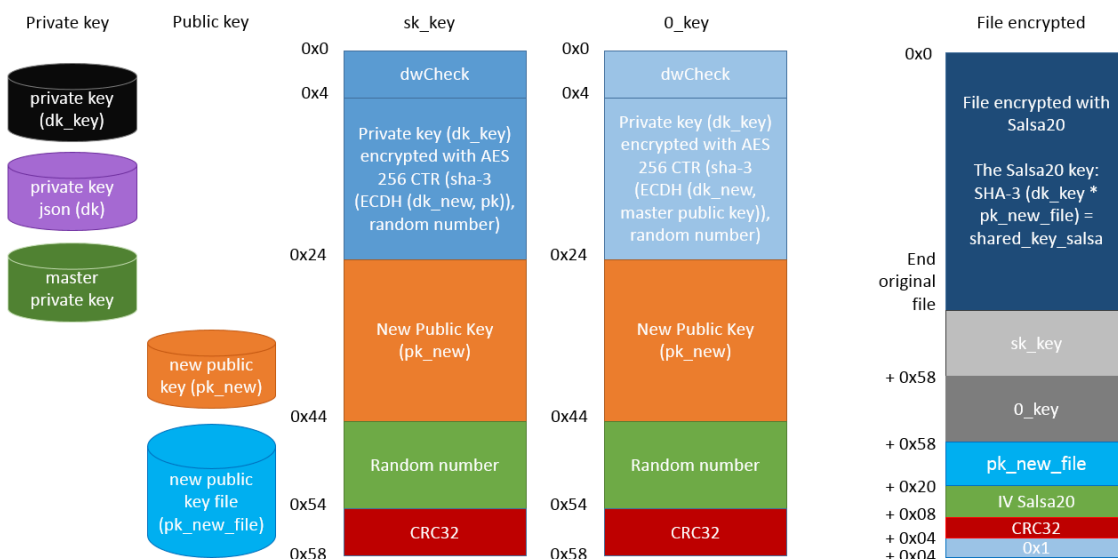 Private key
Public key
sk_key
0_key
File encrypted
private key
(dk_key)
private key
json (dk)
master
private key
new public
key (pk_new)
new public
key file
(pk_new_file)
0x0
dwCheck
0x4
Private key (dk_key)
encrypted with AES
256 CTR (sha-3
(ECDH (dk_new, pk)),
random number)
0x24
New Public Key
(pk_new)
0x44
Random number
0x54
CRC32
0x58
0x0
dwCheck
0x4
Private key (dk_key)
encrypted with AES
256 CTR (sha-3
(ECDH (dk_new,
master public key)),
random number)
0x24
New Public Key
(pk_new)
0x44
Random number
0x54
CRC32
0x58
0x0
File encrypted with
Salsa20
The Salsa20 key:
SHA-3 (dk_key *
pk_new_file) =
shared_key_salsa
End
original
file
sk_key
+ 0x58
0_key
+ 0x58
pk_new_file
+ 0x20
IV Salsa20
+ 0x08
CRC32
+ 0x04
0x1
+ 0x04